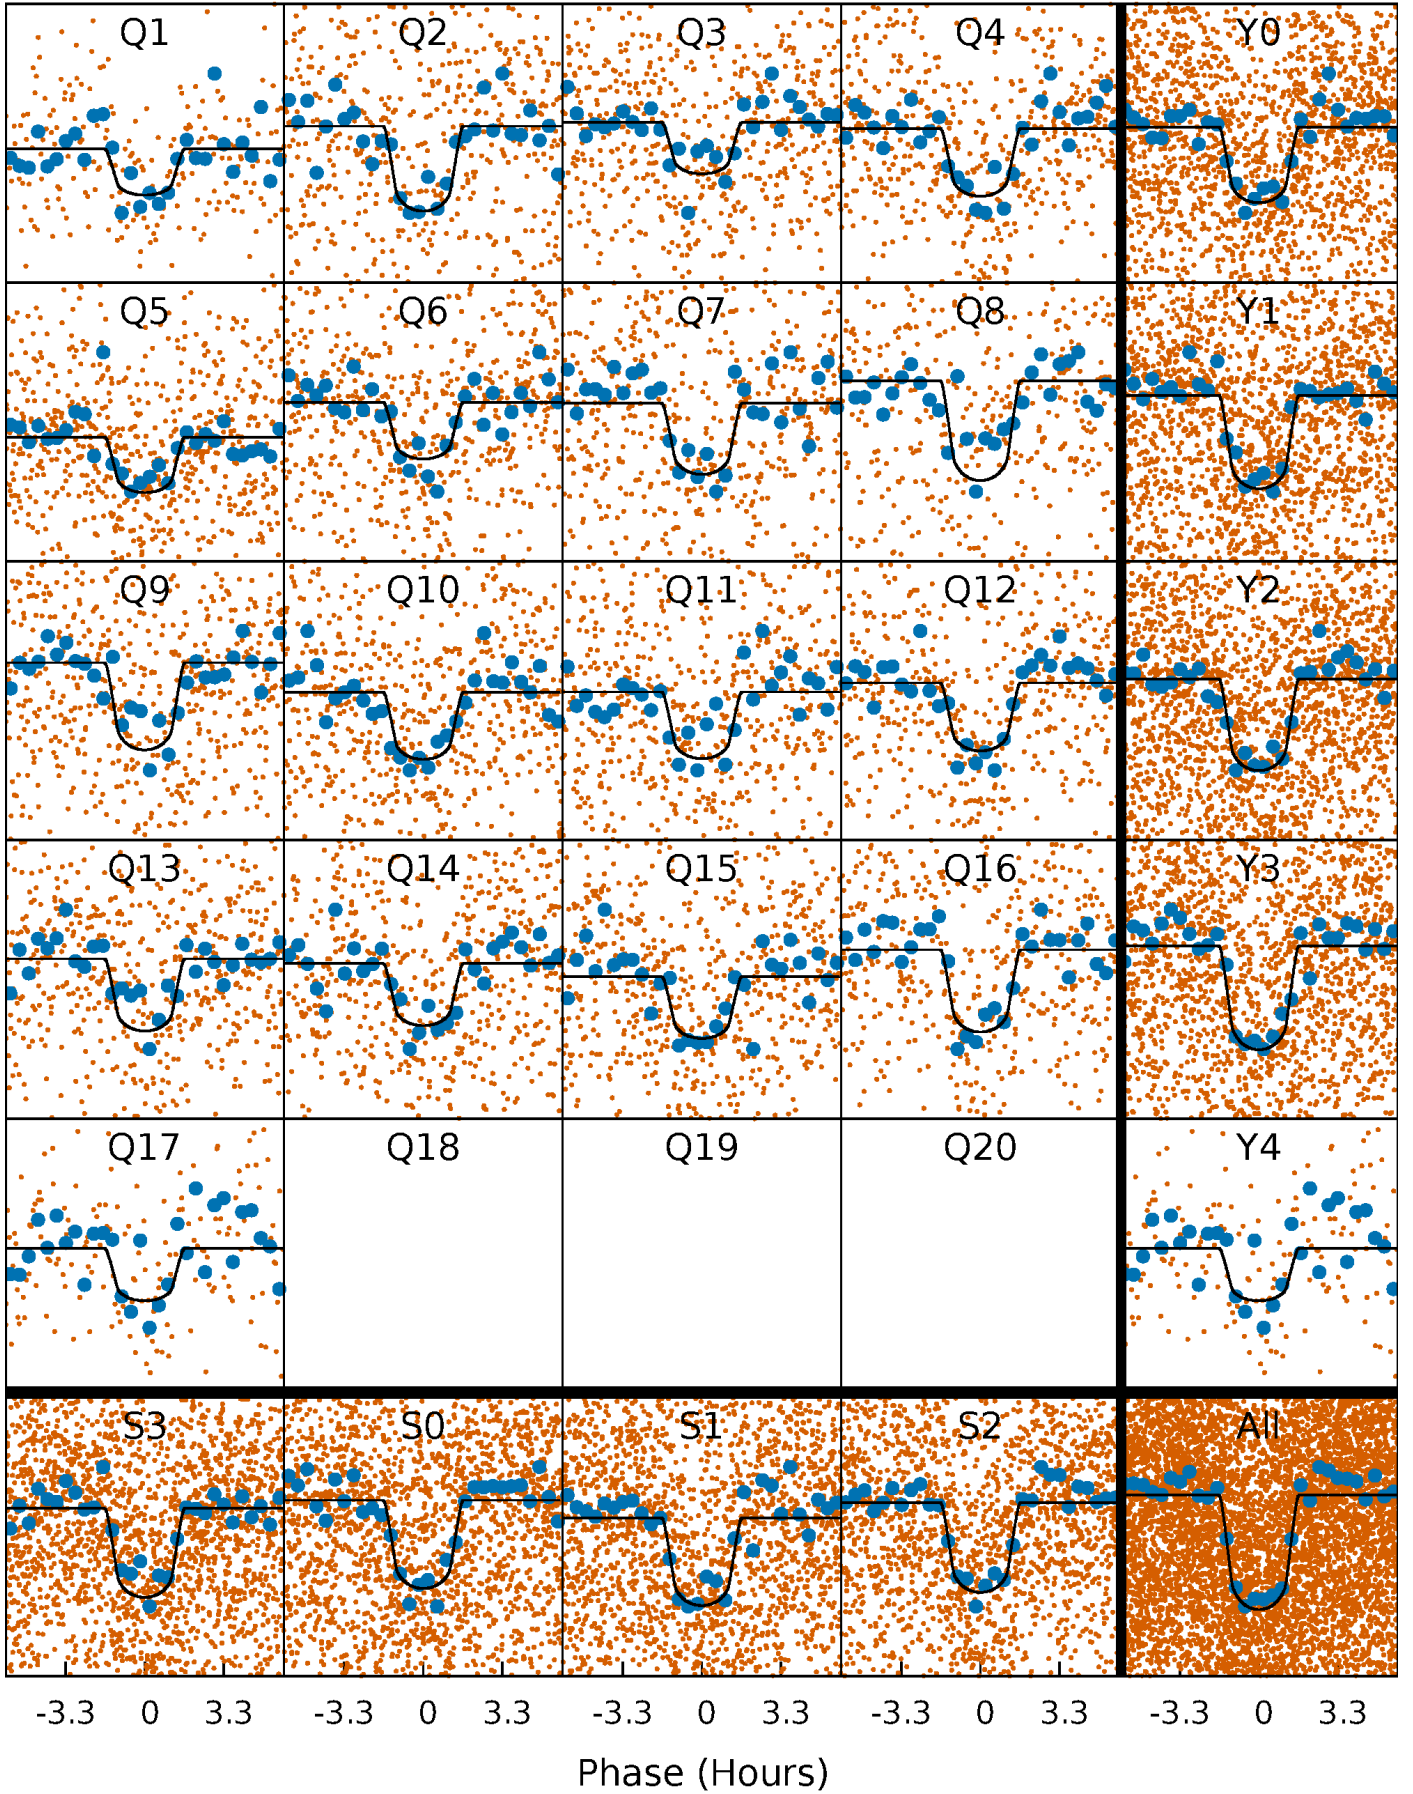 Q1 Q2 Q3 Q4 Y0
Q5 Q6 Q7 Q8 Y1
Q9 Q10 Q11 Q12 Y2
Q13 Q14 Q15 Q16 Y3
Q17 Q18 Q19 Q20 Y4
S3 S0 S1 S2 All
-3.3 0 3.3 -3.3 0 3.3 -3.3 0 3.3 -3.3 0 3.3 -3.3 0 3.3
Phase (Hours)